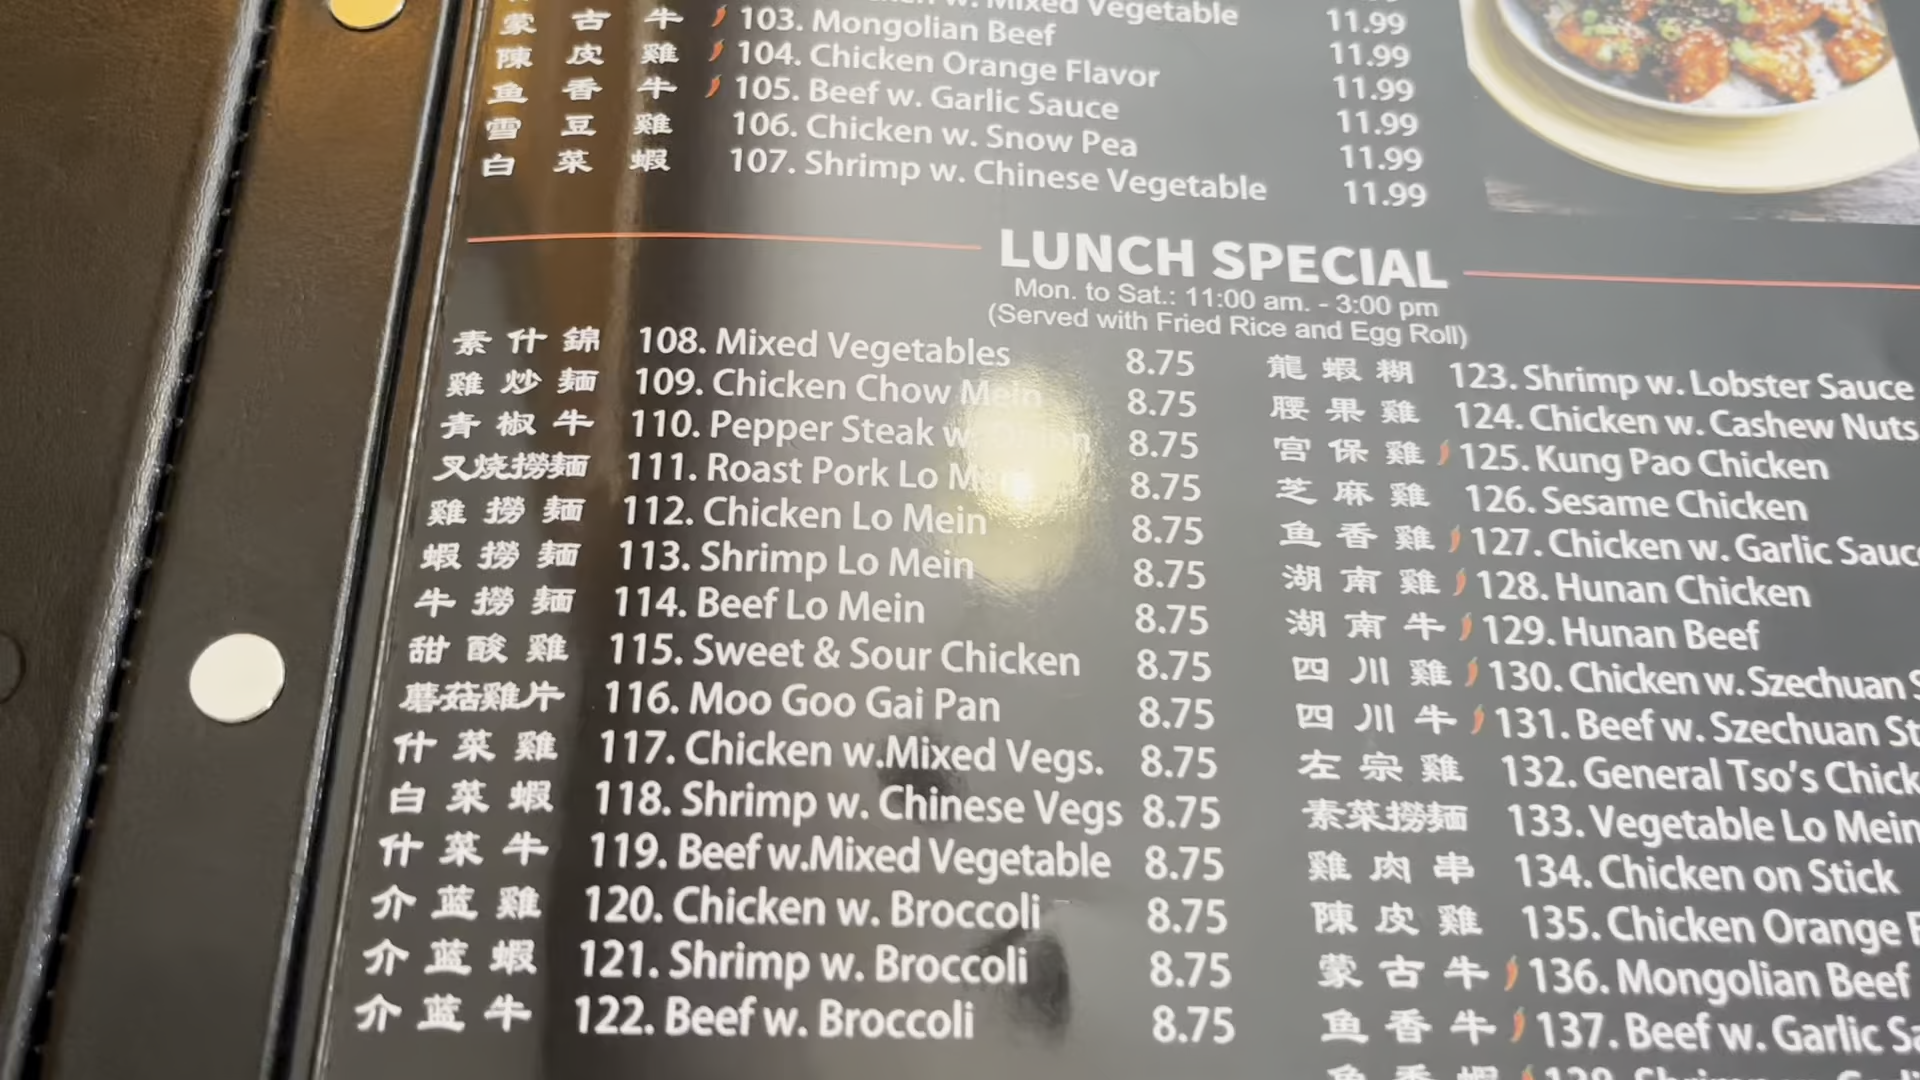 w. Mixed Vegetable
蒙古牛 103. Mongolian Beef 11.99
陳皮雞 104. Chicken Orange Flavor 11.99
鱼香牛 105. Beef w. Garlic Sauce 11.99
雪豆雞 106. Chicken w. Snow Pea 11.99
白菜蝦 107. Shrimp w. Chinese Vegetable 11.99
11.99
LUNCH SPECIAL
Mon. to Sat.: 11:00 am. - 3:00 pm
(Served with Fried Rice and Egg Roll)
素什錦 108. Mixed Vegetables 8.75
雞炒麵 109. Chicken Chow Mein 8.75
青椒牛 110. Pepper Steak w. Onion 8.75
叉烧撈麵 111. Roast Pork Lo Mein 8.75
雞撈麵 112. Chicken Lo Mein 8.75
蝦撈麵 113. Shrimp Lo Mein 8.75
牛撈麵 114. Beef Lo Mein 8.75
甜酸雞 115. Sweet & Sour Chicken 8.75
蘑菇雞片 116. Moo Goo Gai Pan 8.75
什菜雞 117. Chicken w.Mixed Vegs. 8.75
白菜蝦 118. Shrimp w. Chinese Vegs 8.75
什菜牛 119. Beef w.Mixed Vegetable 8.75
介蓝雞 120. Chicken w. Broccoli 8.75
介蓝蝦 121. Shrimp w. Broccoli 8.75
介蓝牛 122. Beef w. Broccoli 8.75
龍蝦糊 123. Shrimp w. Lobster Sauce
腰果雞 124. Chicken w. Cashew Nuts
宫保雞 125. Kung Pao Chicken
芝麻雞 126. Sesame Chicken
鱼香雞 127. Chicken w. Garlic Sauc
湖南雞 128. Hunan Chicken
湖南牛 129. Hunan Beef
四川雞 130. Chicken w. Szechuan S
四川牛 131. Beef w. Szechuan St
左宗雞 132. General Tso's Chick
素菜撈麵 133. Vegetable Lo Mein
雞肉串 134. Chicken on Stick
陳皮雞 135. Chicken Orange F
蒙古牛 136. Mongolian Beef
鱼香牛 137. Beef w. Garlic Sa